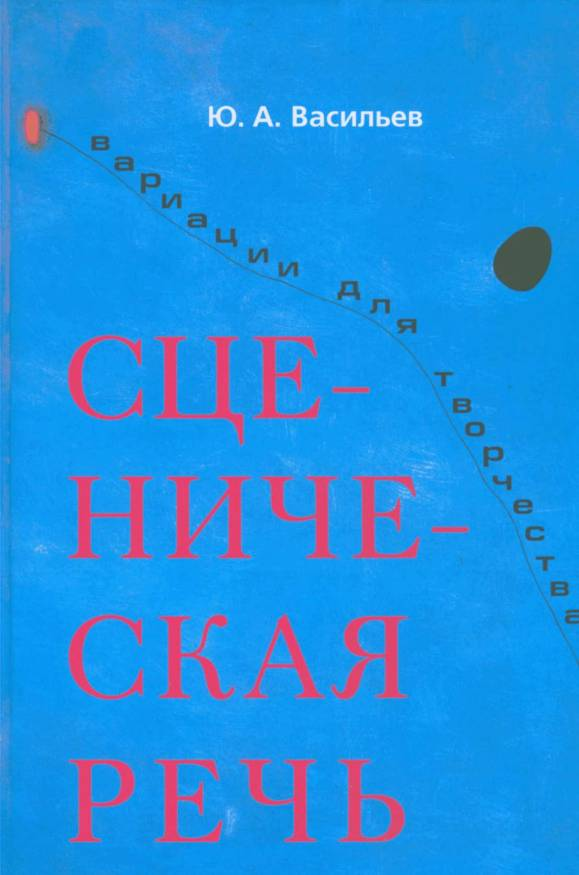 Ю. А. Васильев
вариации для творчества
СЦЕ-
НИЧЕ-
СКАЯ
РЕЧЬ